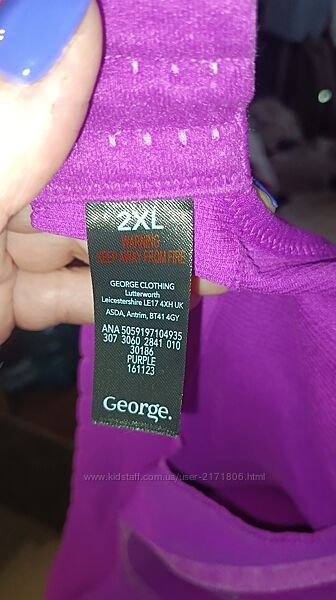 2XL
WARNING
KEEP AWAY FROM FIRE
GEORGE CLOTHING
Lutterworth
Leicestershire LE17 4XH UK
ASDA, Antrim, BT41 4GY
ANA 5059197104935
307 3060 2841 010
30186
PURPLE
161123
George.
www.kidstaff.com.ua/user-2171806.html